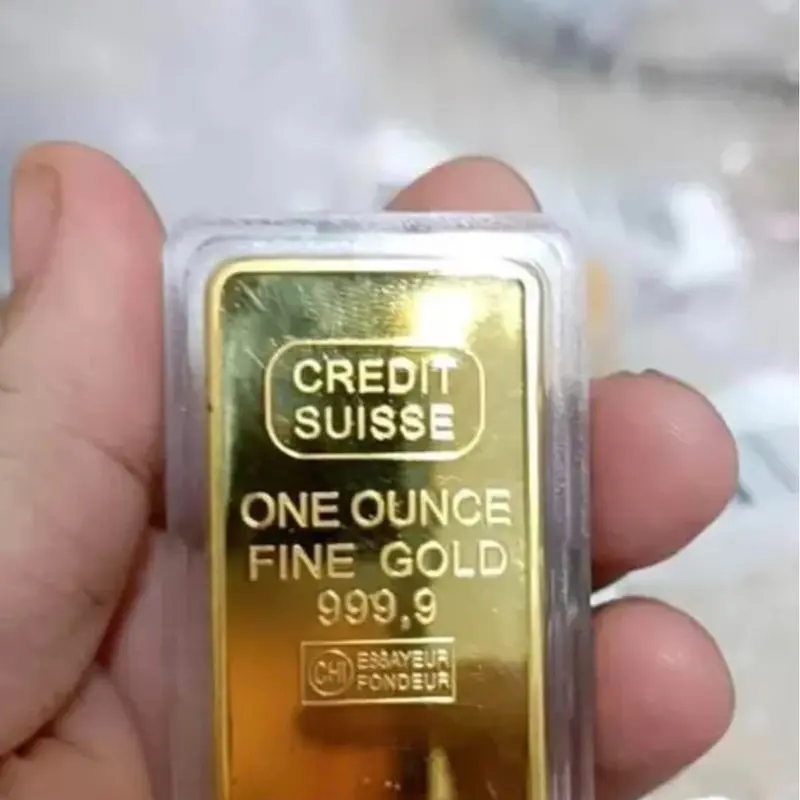 CREDIT
SUISSE
ONE OUNCE
FINE GOLD
999,9
CHI ESSAYEUR
FONDEUR